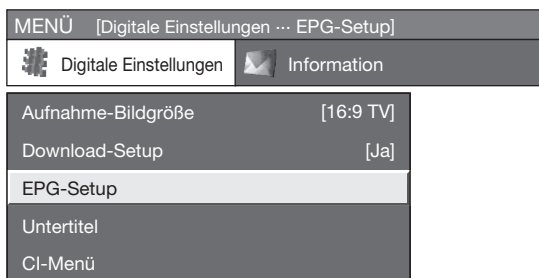 MENÜ [Digitale Einstellungen ··· EPG-Setup]
Digitale Einstellungen Information
Aufnahme-Bildgröße [16:9 TV]
Download-Setup [Ja]
EPG-Setup
Untertitel
CI-Menü